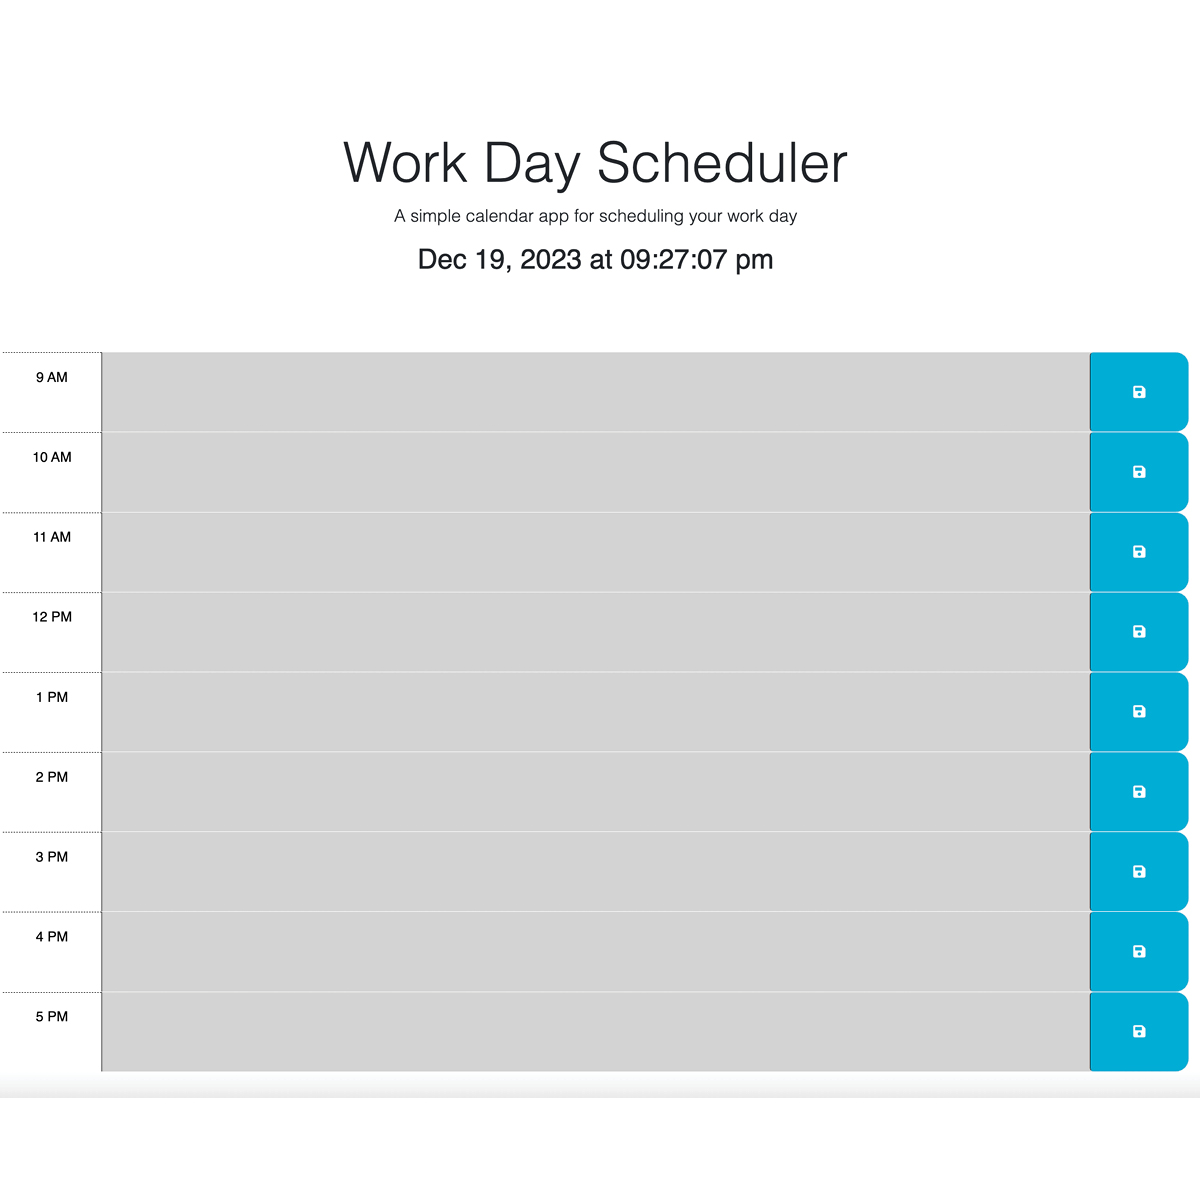 Work Day Scheduler
A simple calendar app for scheduling your work day
Dec 19, 2023 at 09:27:07 pm
9 AM
10 AM
11 AM
12 PM
1 PM
2 PM
3 PM
4 PM
5 PM